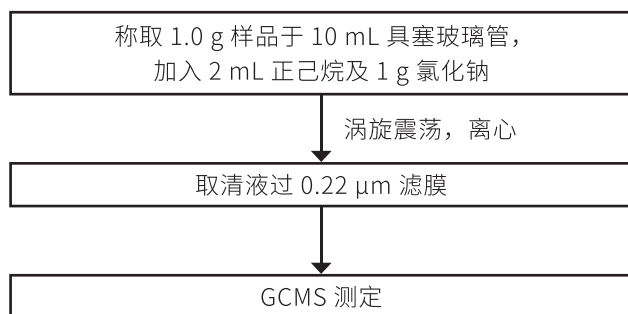 称取 1.0 g 样品于 10 mL 具塞玻璃管，
加入 2 mL 正己烷及 1 g 氯化钠
涡旋震荡，离心
取清液过 0.22 μm 滤膜
GCMS 测定